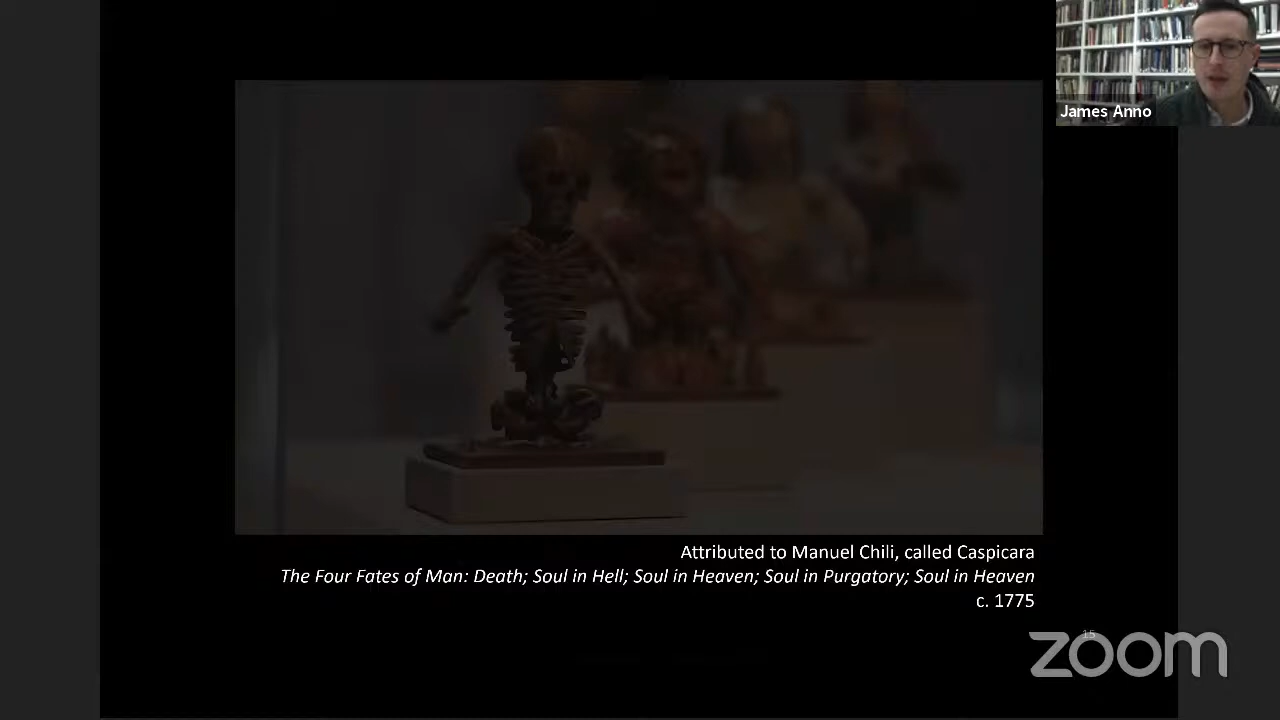 James Anno
Attributed to Manuel Chili, called Caspicara
The Four Fates of Man: Death; Soul in Hell; Soul in Heaven; Soul in Purgatory; Soul in Heaven
c. 1775
15
zoom